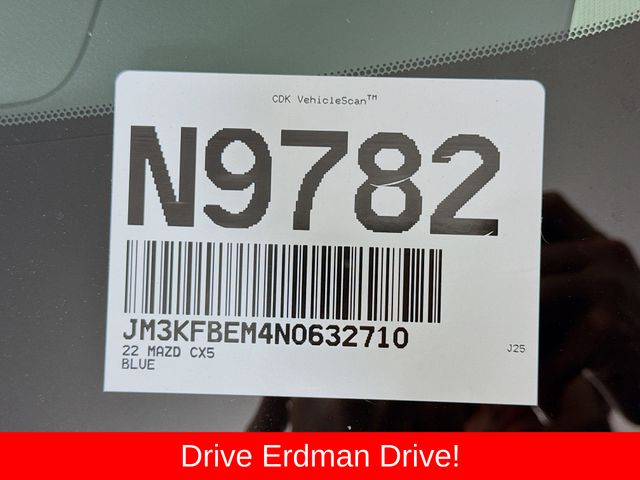 CDK VehicleScan™
N9782
JM3KFBEM4N0632710
22 MAZD CX5
BLUE
J25
Drive Erdman Drive!